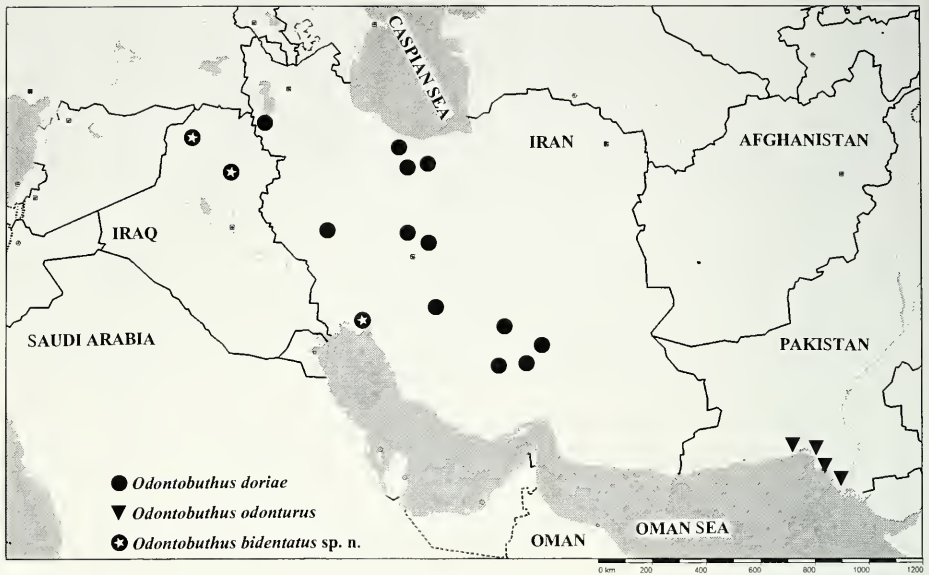 CASPIAN SEA
IRAN
AFGHANISTAN
IRAQ
SAUDI ARABIA
PAKISTAN
Odontobuthus doriae
Odontobuthus odonturus
Odontobuthus bidentatus sp. n.
OMAN
OMAN SEA
0 km 200 400 600 800 1000 1200